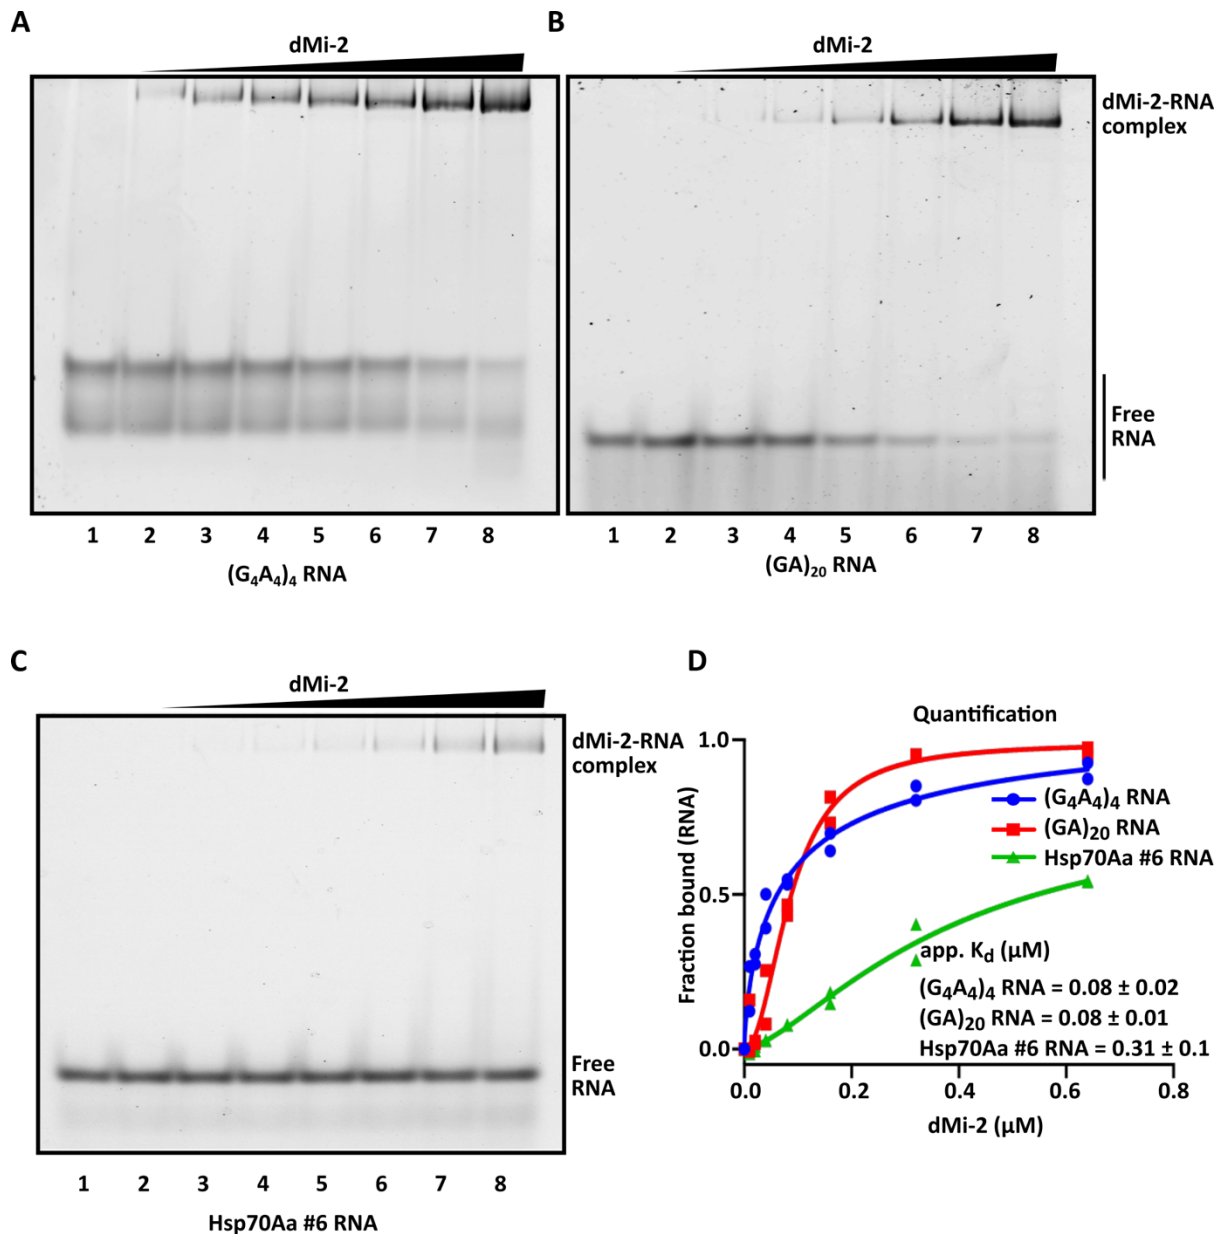 A
B
dMi-2
dMi-2
dMi-2-RNA
complex
Free
RNA
1 2 3 4 5 6 7 8
(G₄A₄)₄ RNA
1 2 3 4 5 6 7 8
(GA)₂₀ RNA
C
dMi-2
dMi-2-RNA
complex
Free
RNA
1 2 3 4 5 6 7 8
Hsp70Aa #6 RNA
D
Quantification
1.0
0.5
0.0
Fraction bound (RNA)
(G₄A₄)₄ RNA
(GA)₂₀ RNA
Hsp70Aa #6 RNA
app. K_d (µM)
(G₄A₄)₄ RNA = 0.08 ± 0.02
(GA)₂₀ RNA = 0.08 ± 0.01
Hsp70Aa #6 RNA = 0.31 ± 0.1
0.0 0.2 0.4 0.6 0.8
dMi-2 (µM)